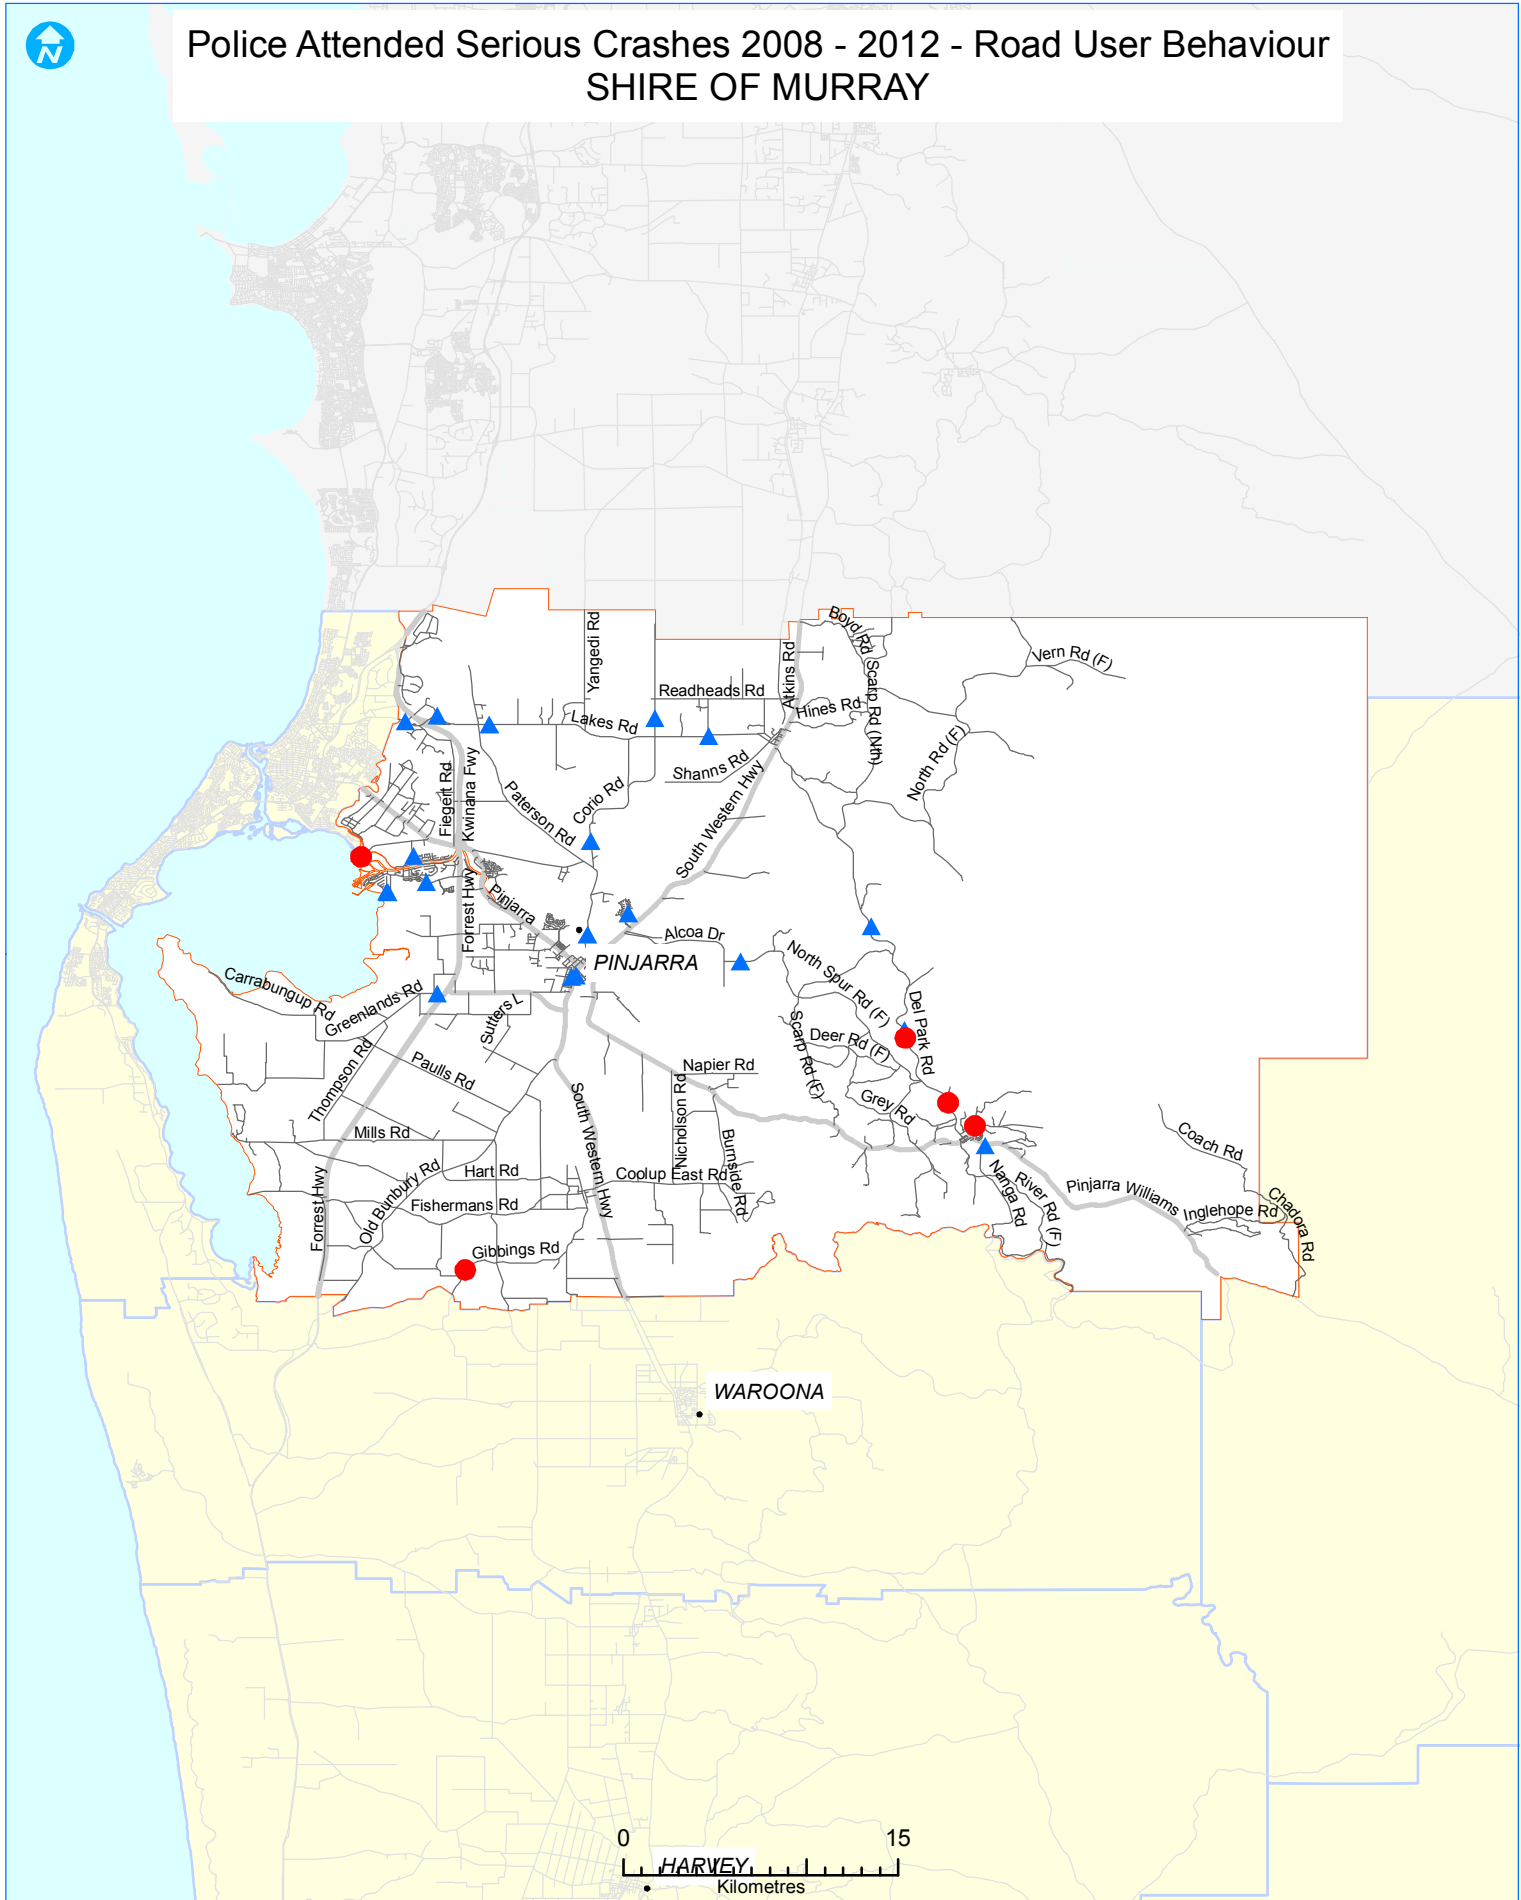 N
Police Attended Serious Crashes 2008 - 2012 - Road User Behaviour
SHIRE OF MURRAY
Yangedi Rd
Boyd Rd
Atkins Rd
Vern Rd (F)
Readheads Rd
Scarp Rd (Nth)
Hines Rd
Lakes Rd
North Rd (F)
Shanns Rd
Fiegert Rd
Kwinana Fwy
Corio Rd
Paterson Rd
South Western Hwy
Forrest Hwy
Pinjarra
Alcoa Dr
PINJARRA
North Spur Rd (F)
Carrabungup Rd
Greenlands Rd
Sutters L
Del Park Rd
Scarp Rd (F)
Deer Rd (F)
Thompson Rd
Paulls Rd
Napier Rd
Nicholson Rd
South Western Hwy
Grey Rd
Mills Rd
Burnside Rd
Coach Rd
Hart Rd
Coolup East Rd
Old Bunbury Rd
Forrest Hwy
Fishermans Rd
Nanga Rd
River Rd (F)
Pinjarra Williams
Inglehope Rd
Chadora Rd
Gibbings Rd
WAROONA
0 15
HARVEY
Kilometres